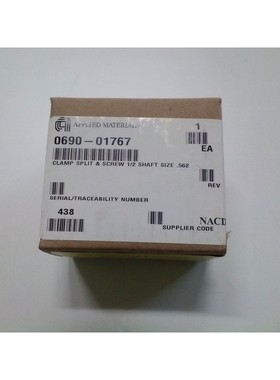 APPLIED MATERIALS
1
0690-01767
EA
CLAMP SPLIT & SCREW 1/2 SHAFT SIZE .562
REV
SERIAL/TRACEABILITY NUMBER
438
NACD
SUPPLIER CODE